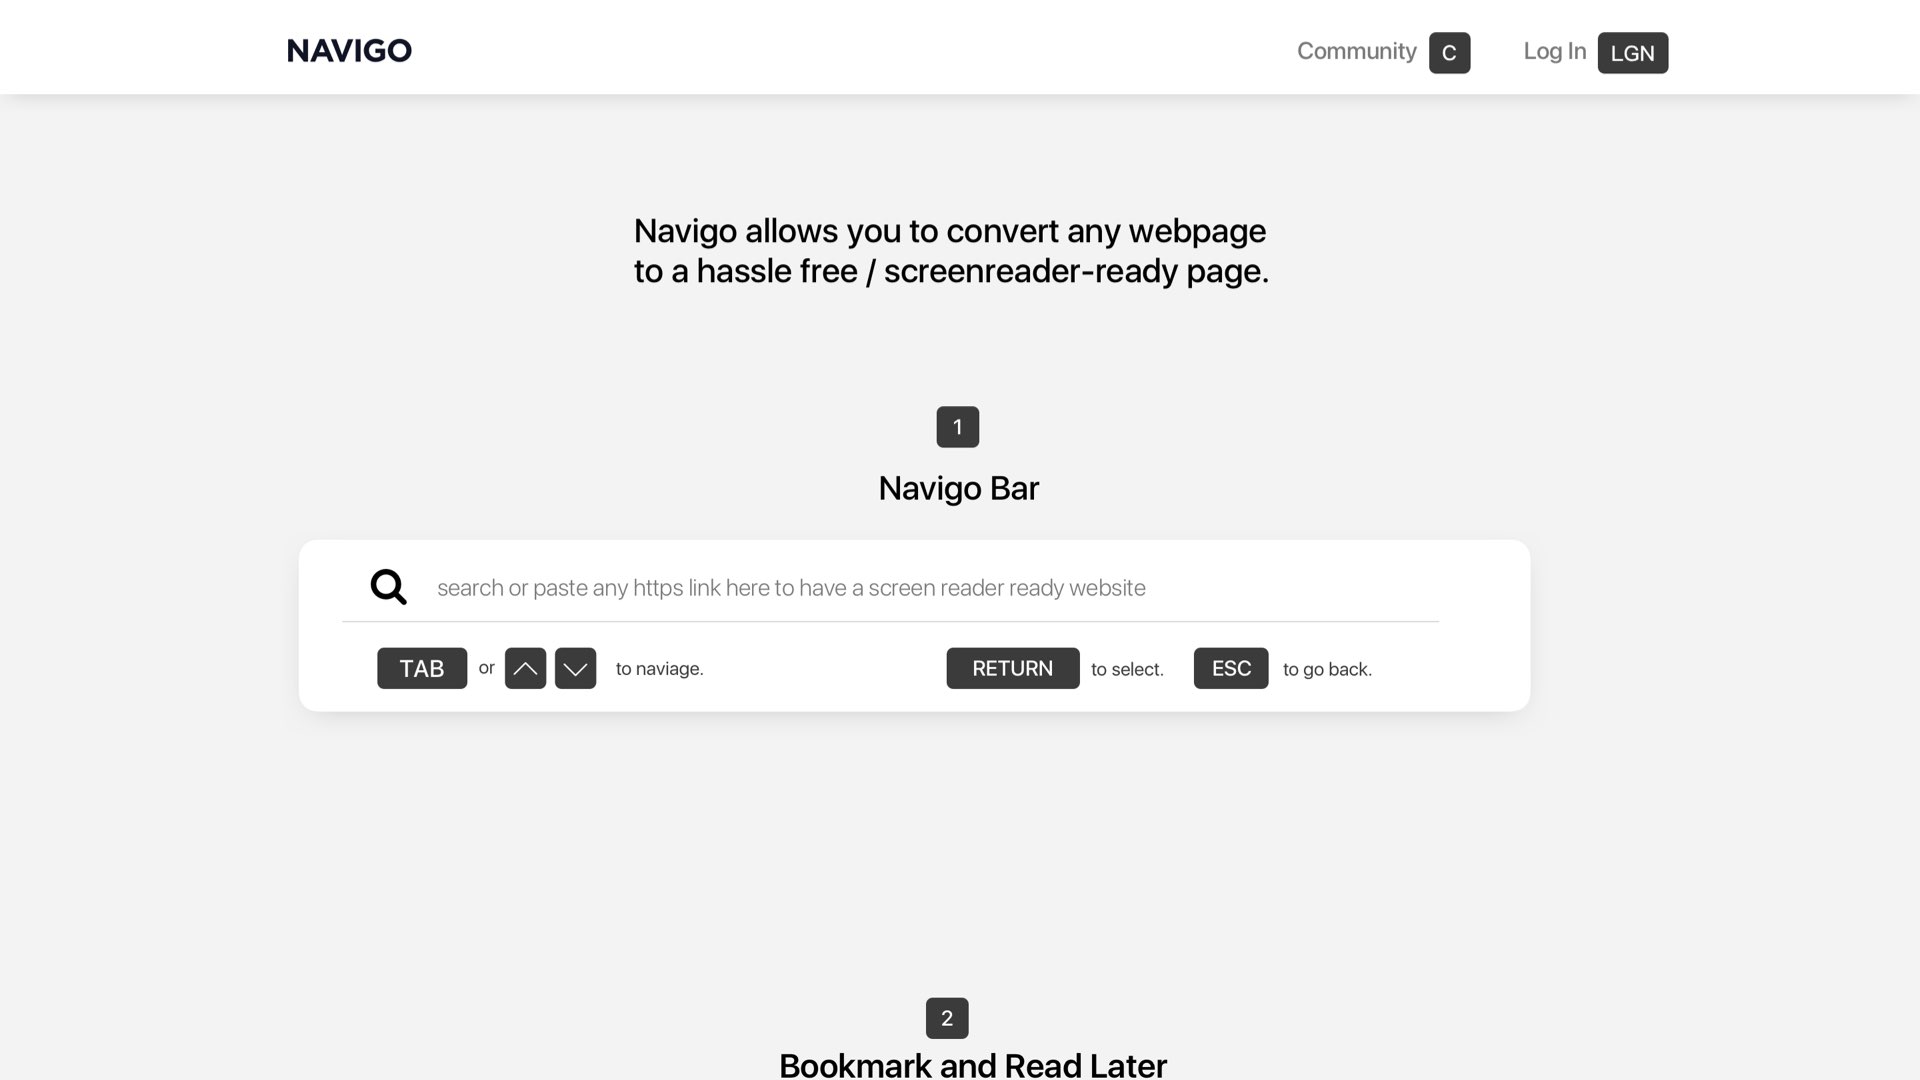 NAVIGO
Community C Log In LGN
Navigo allows you to convert any webpage
to a hassle free / screenreader-ready page.
1
Navigo Bar
search or paste any https link here to have a screen reader ready website
TAB or to naviage. RETURN to select. ESC to go back.
2
Bookmark and Read Later